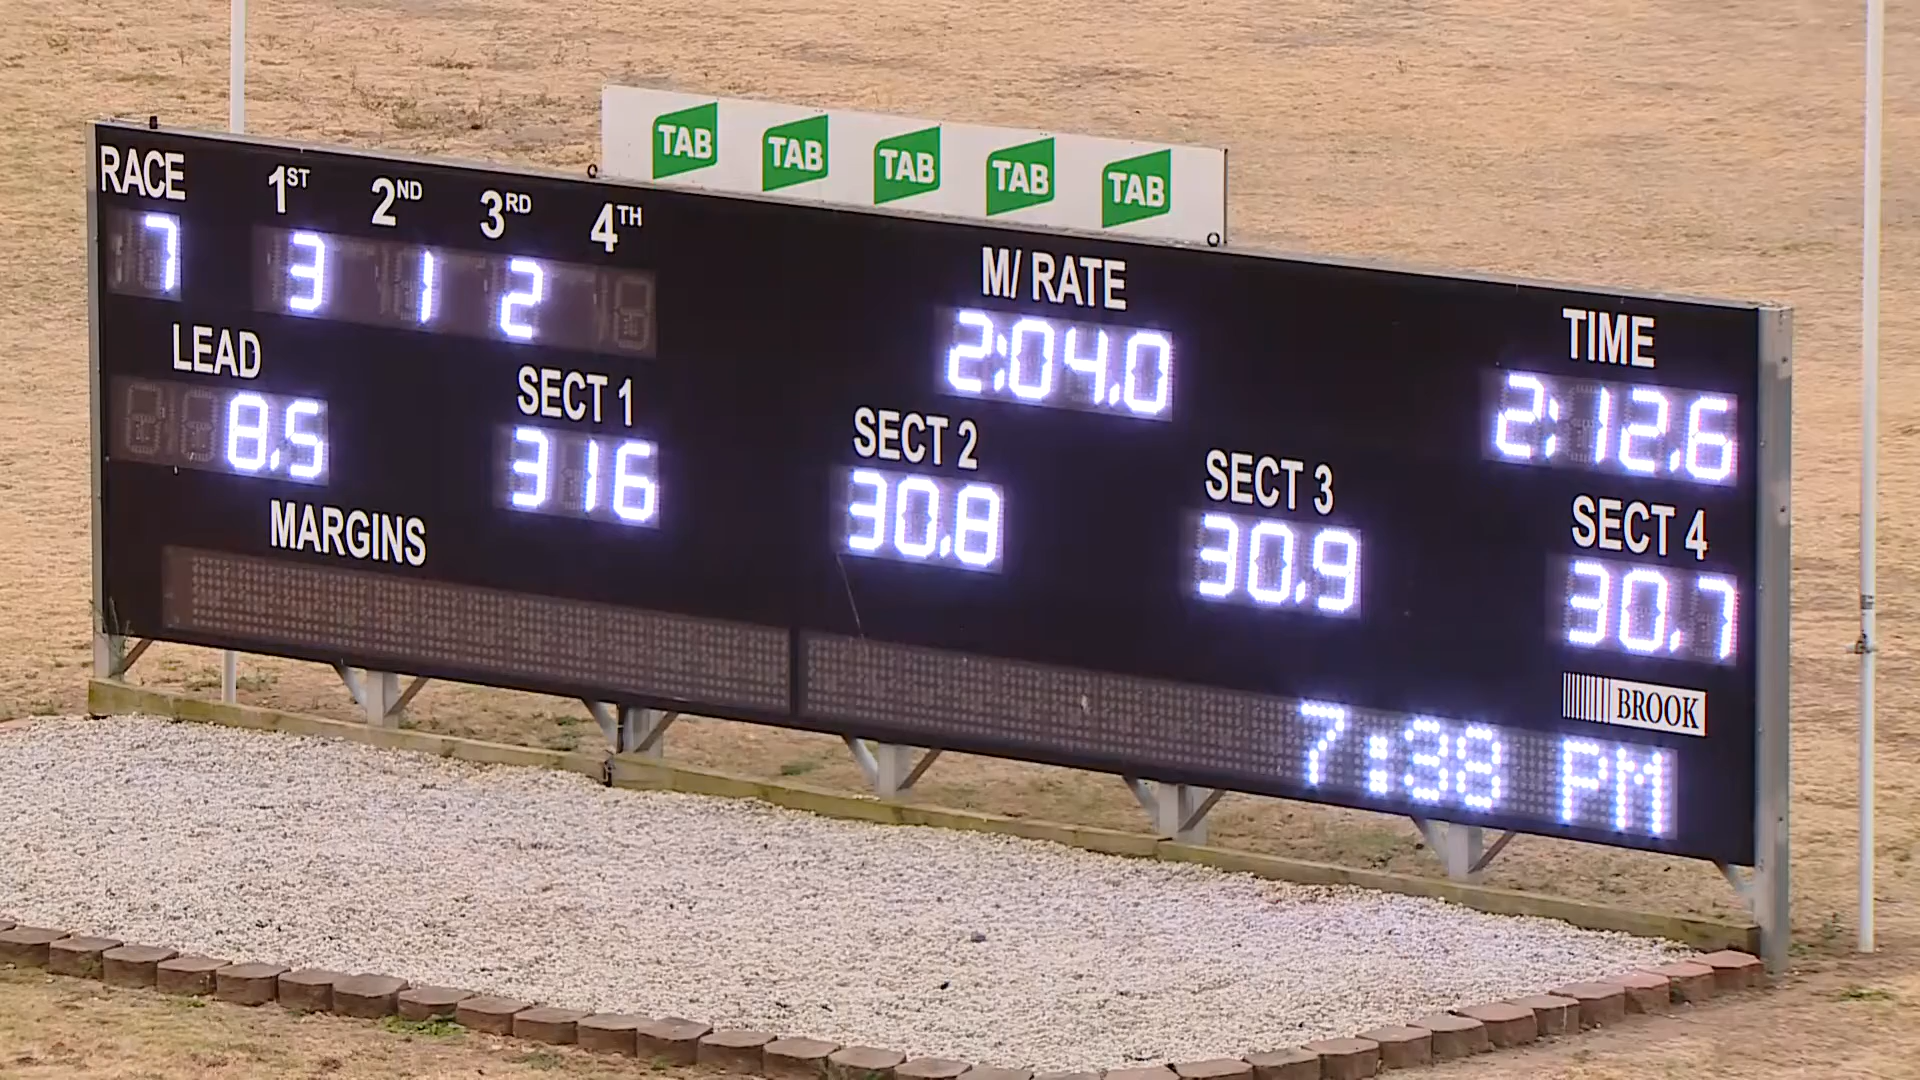 TAB TAB TAB TAB TAB
RACE 1ST 2ND 3RD 4TH
7 3 1 2
M/ RATE
2:04.0
TIME
2:12.6
LEAD
8.5
SECT 1
316
SECT 2
30.8
SECT 3
30.9
SECT 4
30.7
MARGINS
BROOK
7:38 PM